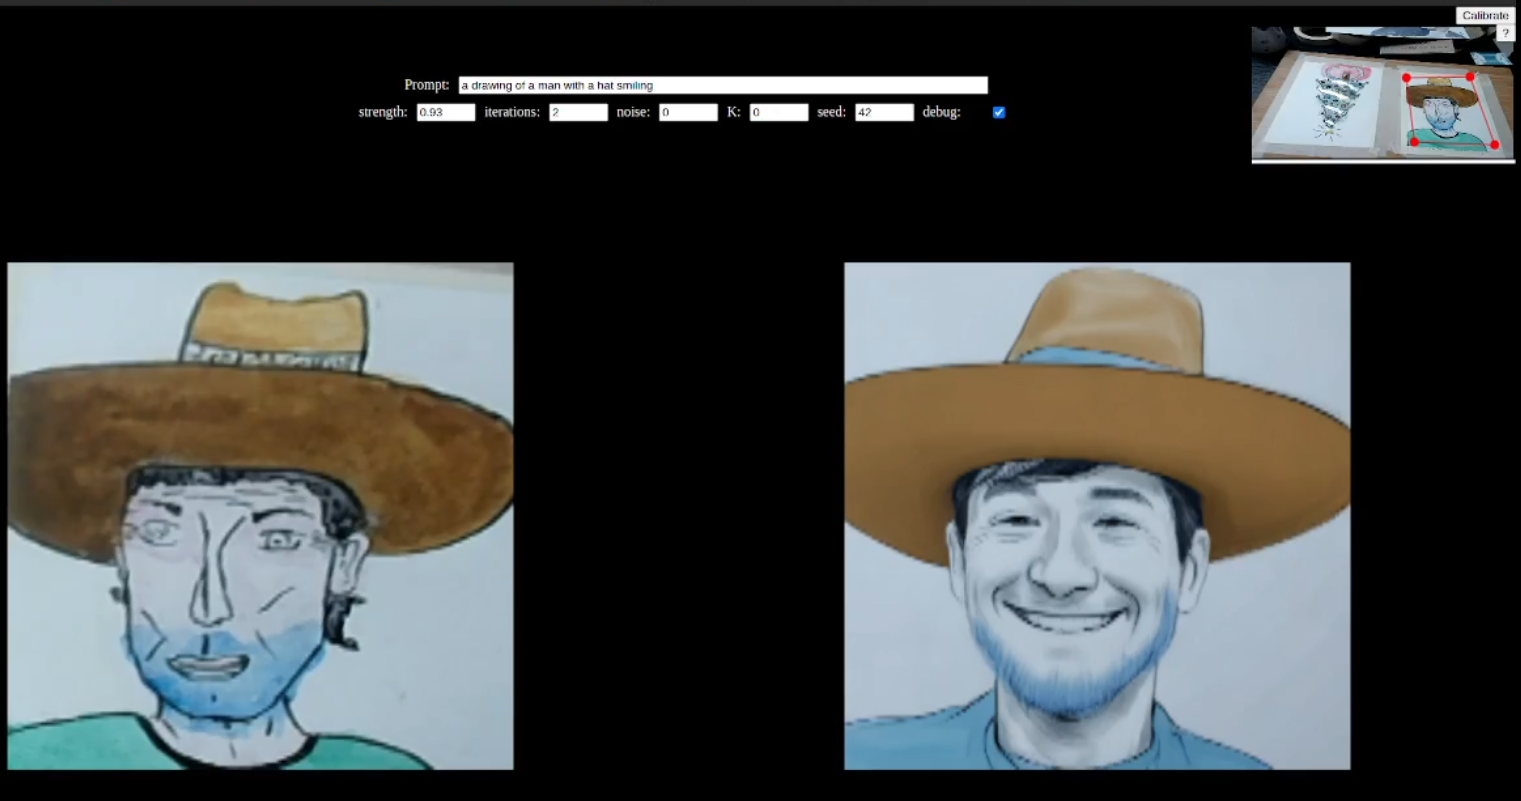 Calibrate
?
Prompt: a drawing of a man with a hat smiling
strength: 0.93 iterations: 2 noise: 0 K: 0 seed: 42 debug: